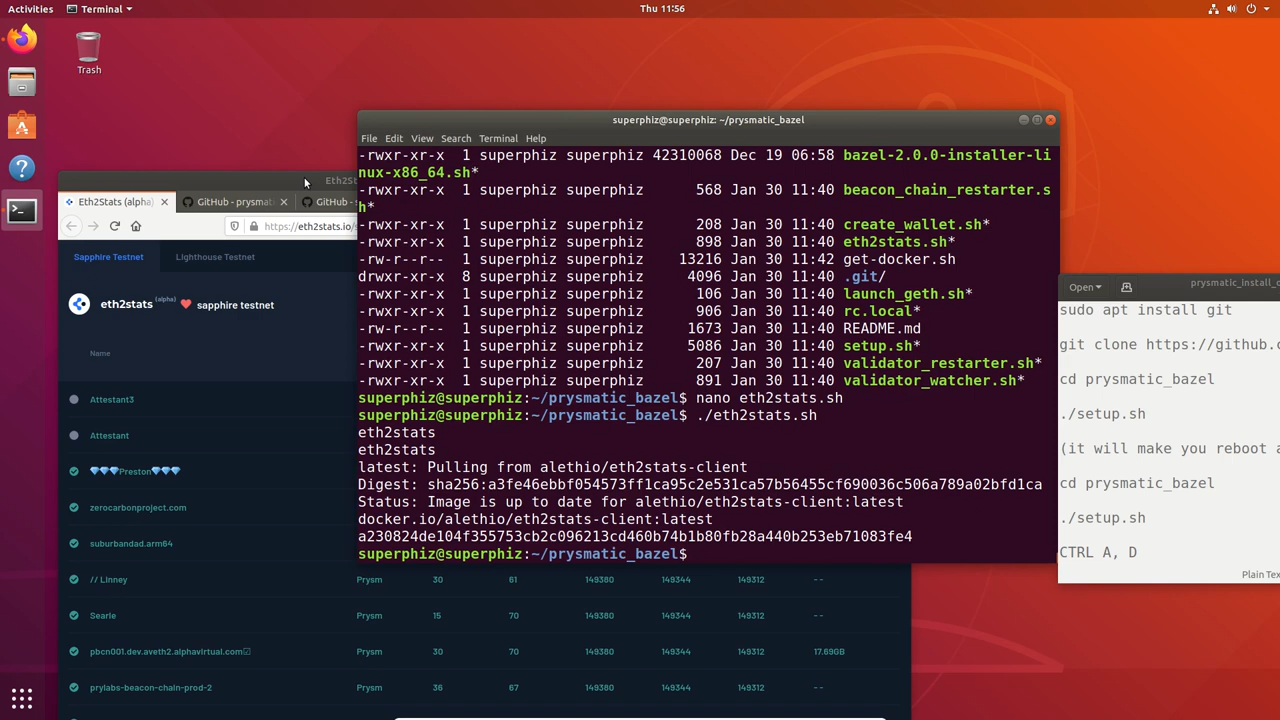 Activities
Terminal
Thu 11:56
Trash
superphiz@superphiz: ~/prysmatic_bazel
File Edit View Search Terminal Help
-rwxr-xr-x 1 superphiz superphiz 42310068 Dec 19 06:58 bazel-2.0.0-installer-li
nux-x86_64.sh*
-rwxr-xr-x 1 superphiz superphiz 568 Jan 30 11:40 beacon_chain_restarter.s
h*
-rwxr-xr-x 1 superphiz superphiz 208 Jan 30 11:40 create_wallet.sh*
-rwxr-xr-x 1 superphiz superphiz 898 Jan 30 11:40 eth2stats.sh*
-rw-r--r-- 1 superphiz superphiz 13216 Jan 30 11:42 get-docker.sh
drwxr-xr-x 8 superphiz superphiz 4096 Jan 30 11:40 .git/
-rwxr-xr-x 1 superphiz superphiz 106 Jan 30 11:40 launch_geth.sh*
-rwxr-xr-x 1 superphiz superphiz 906 Jan 30 11:40 rc.local*
-rw-r--r-- 1 superphiz superphiz 1673 Jan 30 11:40 README.md
-rwxr-xr-x 1 superphiz superphiz 5086 Jan 30 11:40 setup.sh*
-rwxr-xr-x 1 superphiz superphiz 207 Jan 30 11:40 validator_restarter.sh*
-rwxr-xr-x 1 superphiz superphiz 891 Jan 30 11:40 validator_watcher.sh*
superphiz@superphiz:~/prysmatic_bazel$ nano eth2stats.sh
superphiz@superphiz:~/prysmatic_bazel$ ./eth2stats.sh
eth2stats
eth2stats
latest: Pulling from alethio/eth2stats-client
Digest: sha256:a3fe46ebbf054573ff1ca95c2e531ca57b56455cf690036c506a789a02bfd1ca
Status: Image is up to date for alethio/eth2stats-client:latest
docker.io/alethio/eth2stats-client:latest
a230824de104f355753cb2c096213cd460b74b1b80fb28a440b253eb71083fe4
superphiz@superphiz:~/prysmatic_bazel$
Eth2St
Eth2Stats (alpha)
GitHub - prysmat
GitHub - s
https://eth2stats.io/s
Sapphire Testnet
Lighthouse Testnet
eth2stats (alpha) ❤️ sapphire testnet
Name
Attestant3
Attestant
💎💎💎Preston💎💎💎
zerocarbonproject.com
suburbandad.arm64
// Linney Prysm 30 61 149380 149344 149312 - -
Searle Prysm 15 70 149380 149344 149312 - -
pbcn001.dev.aveth2.alphavirtual.com☑ Prysm 30 70 149380 149344 149312 17.69GB
prylabs-beacon-chain-prod-2 Prysm 36 67 149380 149344 149312 - -
Open
prysmatic_install_c
sudo apt install git
git clone https://github.c
cd prysmatic_bazel
./setup.sh
(it will make you reboot a
cd prysmatic_bazel
./setup.sh
CTRL A, D
Plain Tex